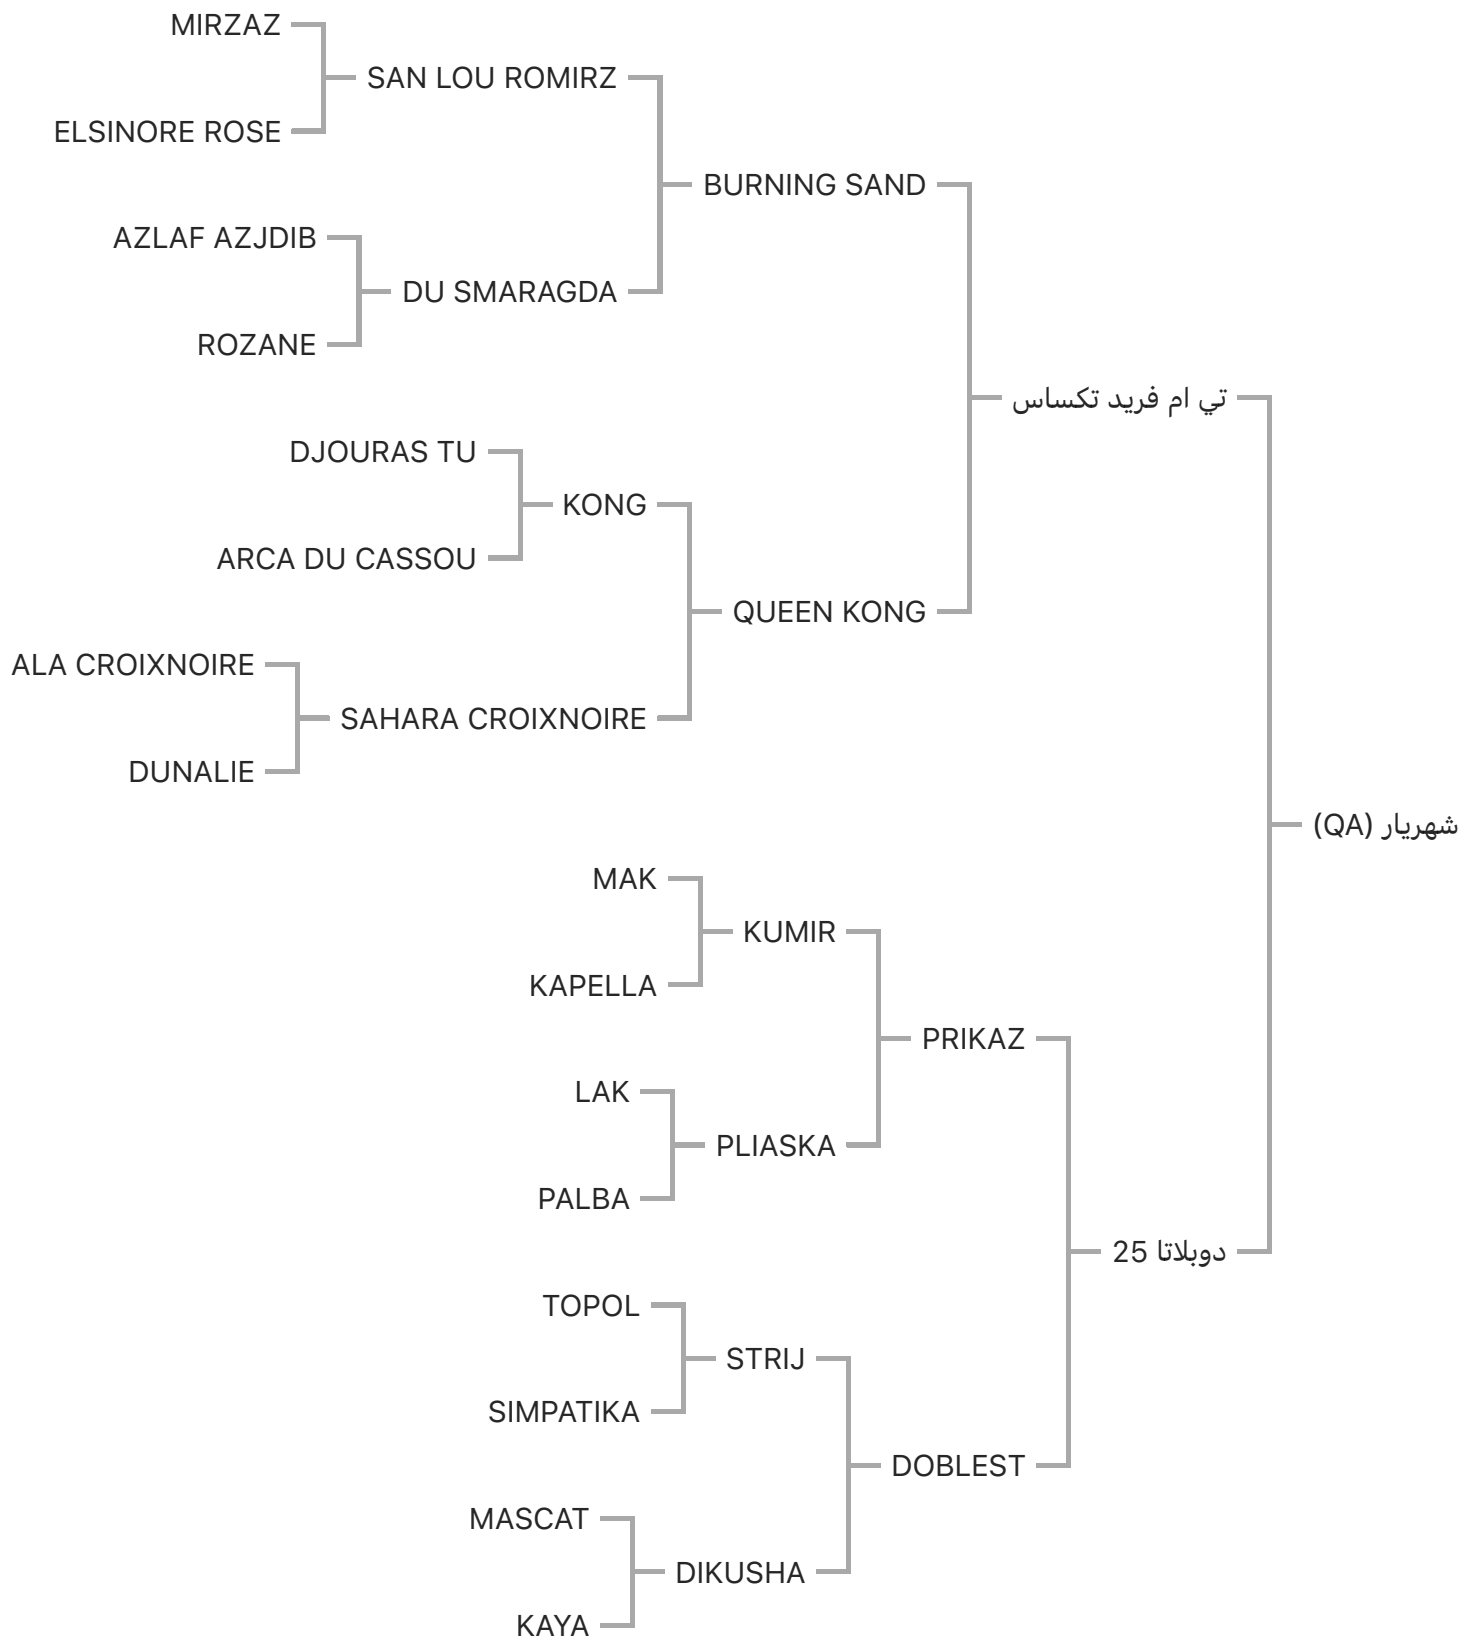 MIRZAZ
SAN LOU ROMIRZ
ELSINORE ROSE
BURNING SAND
AZLAF AZJDIB
DU SMARAGDA
ROZANE
تي ام فريد تكساس
DJOURAS TU
KONG
ARCA DU CASSOU
QUEEN KONG
ALA CROIXNOIRE
SAHARA CROIXNOIRE
DUNALIE
شهریار (QA)
MAK
KUMIR
KAPELLA
PRIKAZ
LAK
PLIASKA
PALBA
دوبلاتا 25
TOPOL
STRIJ
SIMPATIKA
DOBLEST
MASCAT
DIKUSHA
KAYA